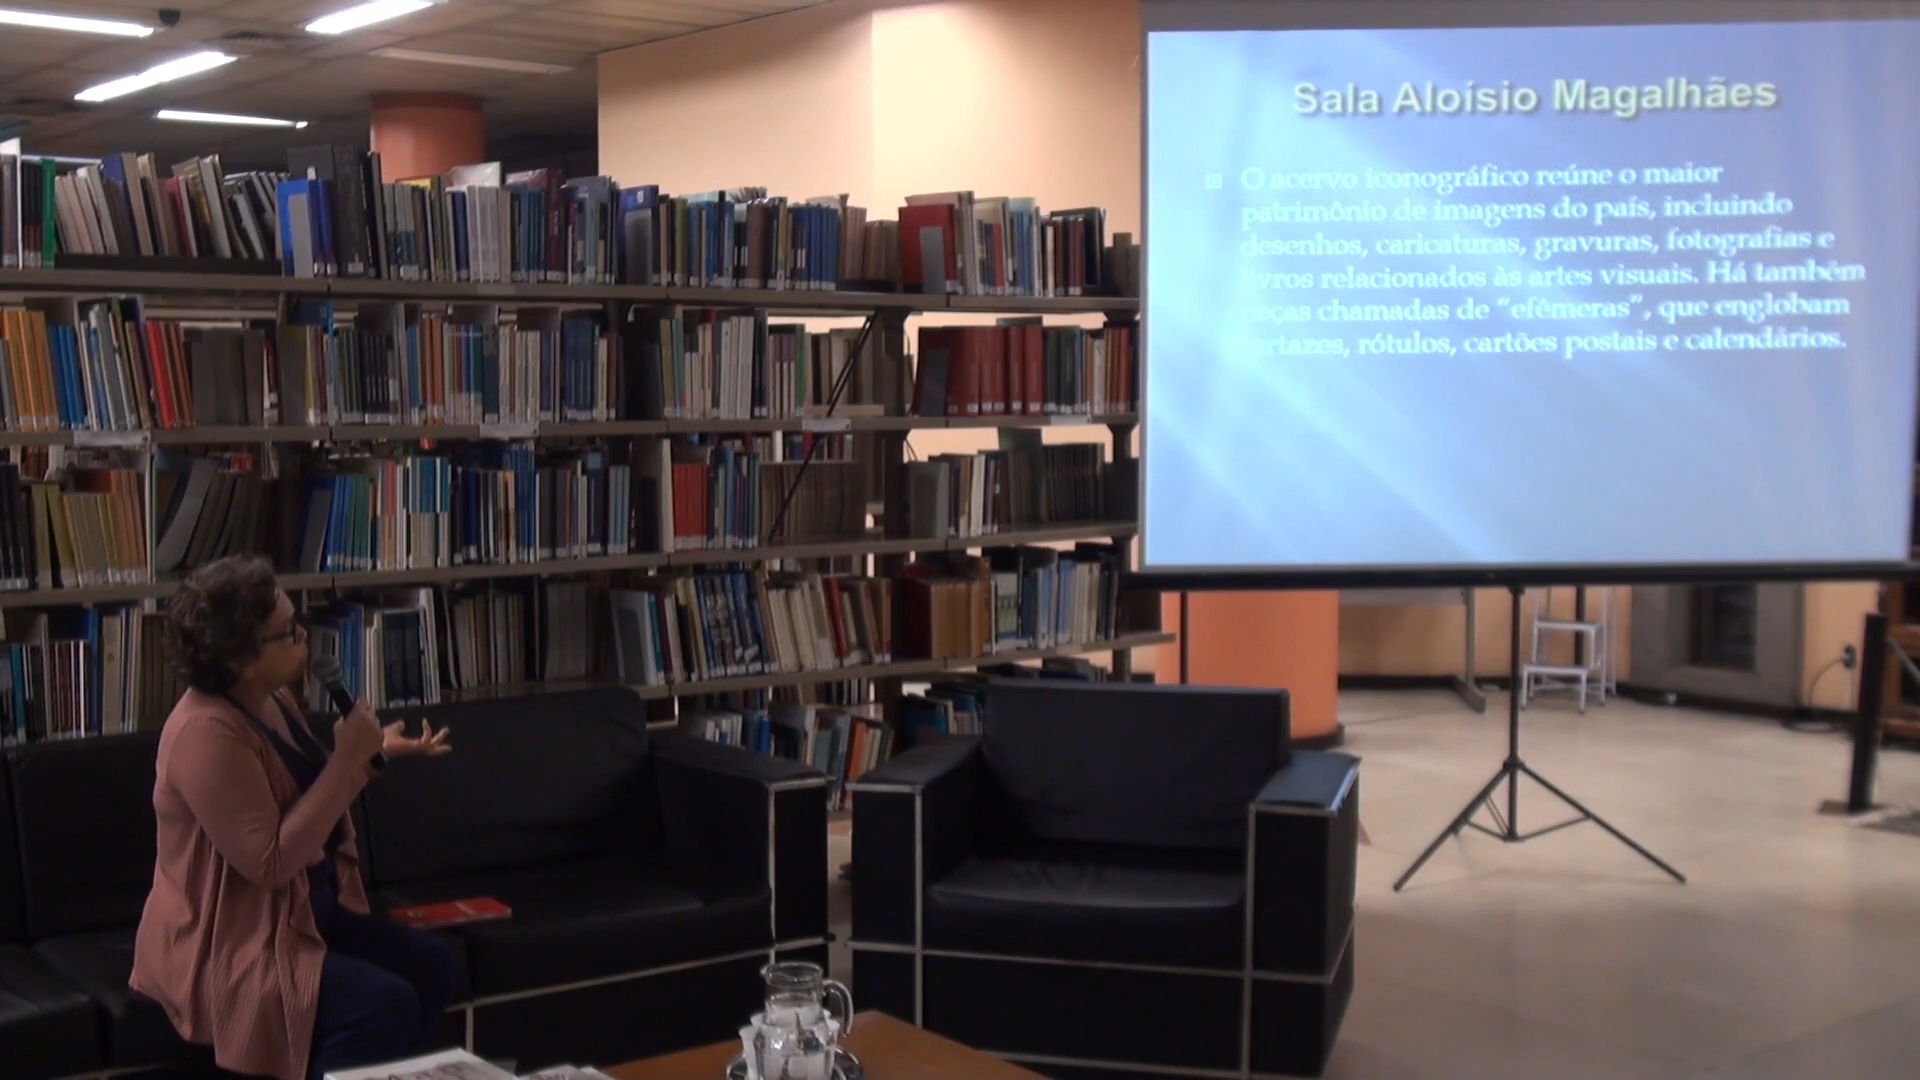 Sala Aloísio Magalhães
O acervo iconográfico reúne o maior
patrimônio de imagens do país, incluindo
desenhos, caricaturas, gravuras, fotografias e
livros relacionados às artes visuais. Há também
peças chamadas de “efêmeras”, que englobam
cartazes, rótulos, cartões postais e calendários.